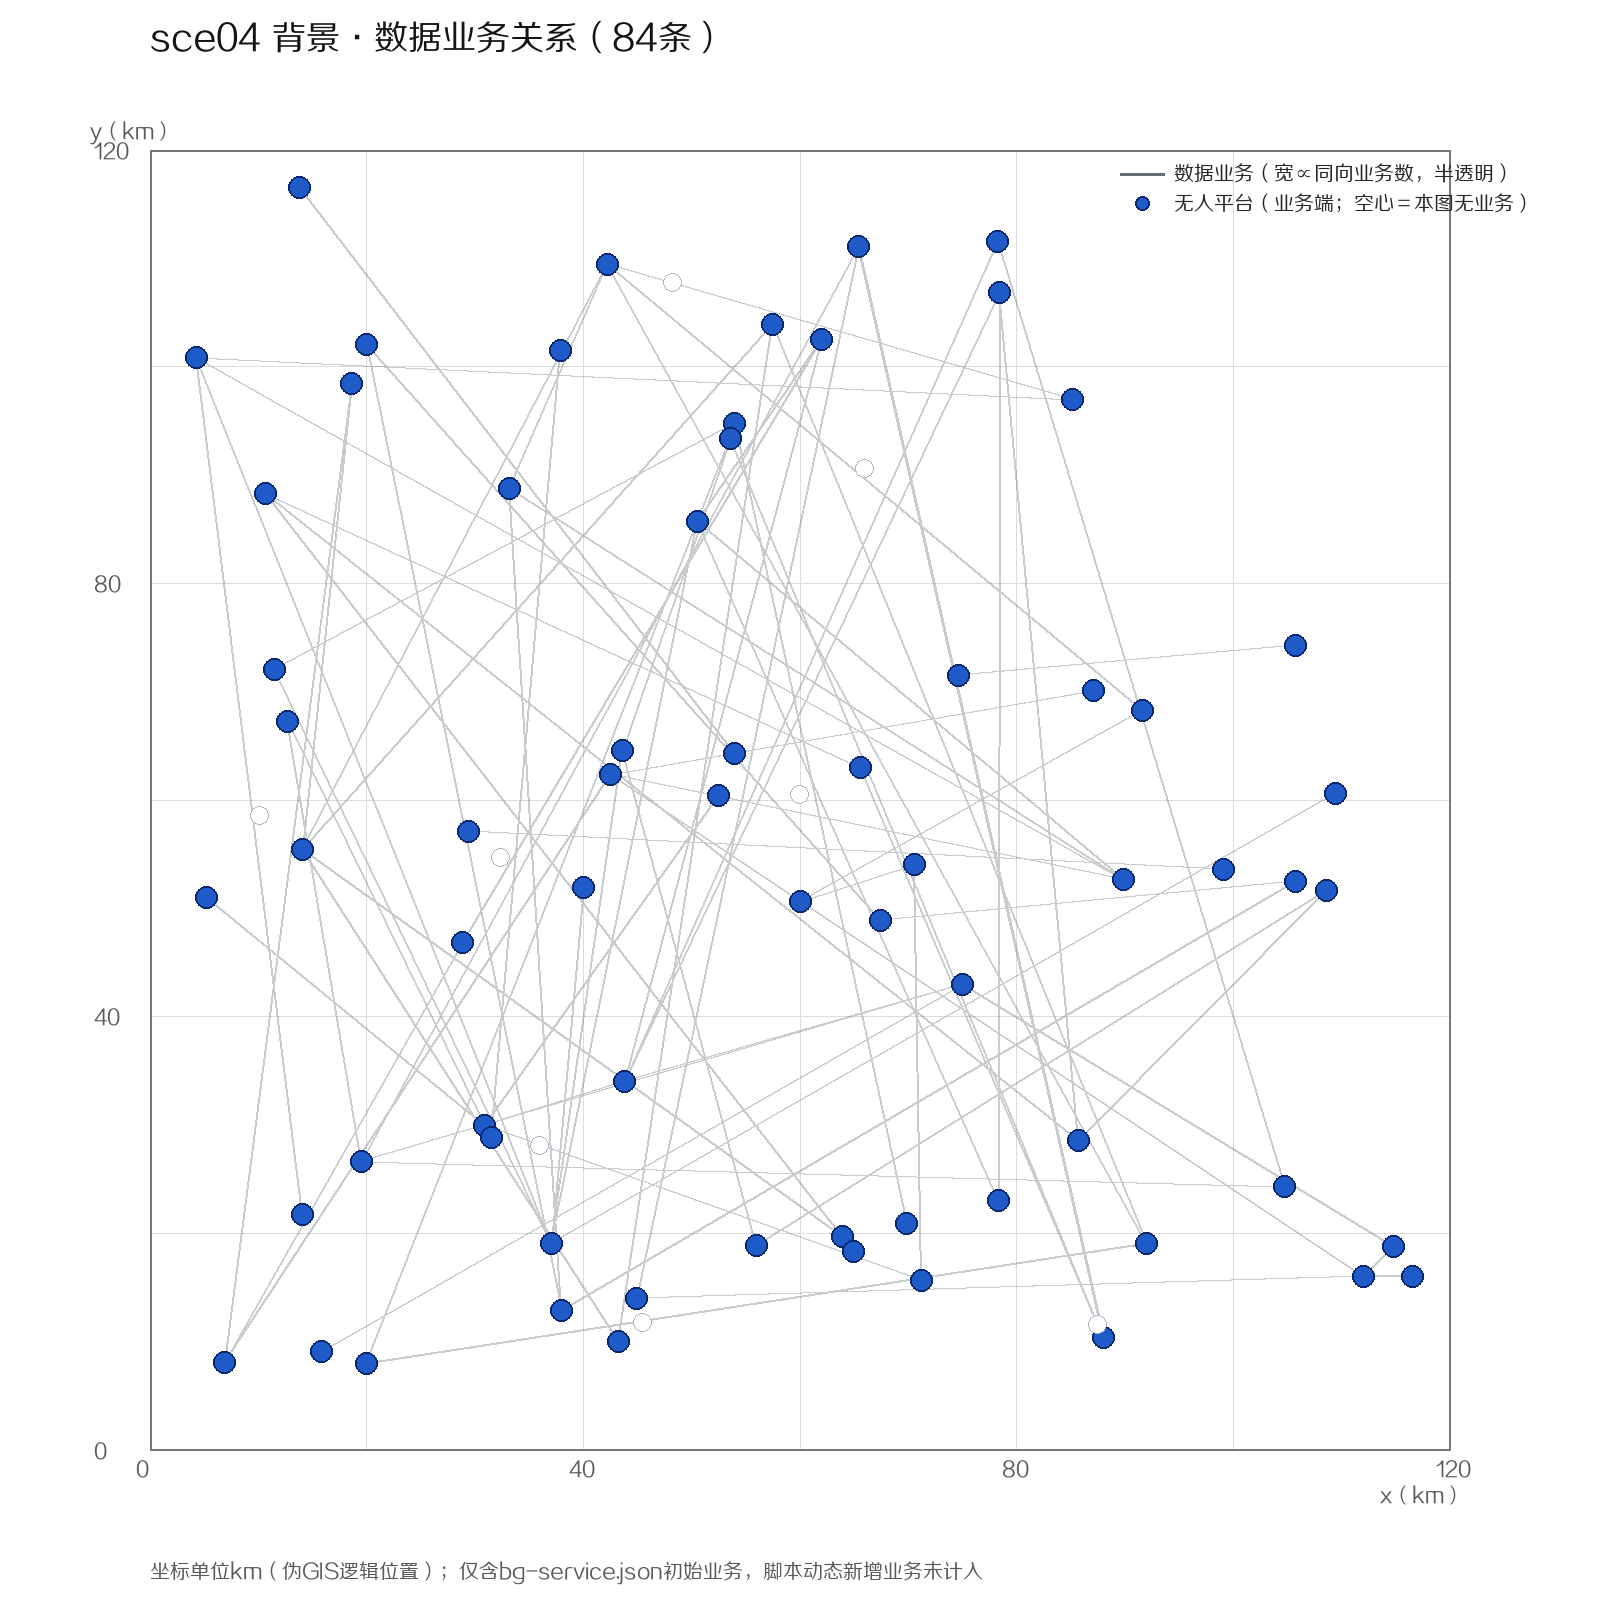 sce04 背景·数据业务关系（84条）
y（km）
120
数据业务（宽∝同向业务数，半透明）
无人平台（业务端；空心＝本图无业务）
80
40
0
0
40
80
120
x（km）
坐标单位km（伪GIS逻辑位置）；仅含bg-service.json初始业务，脚本动态新增业务未计入